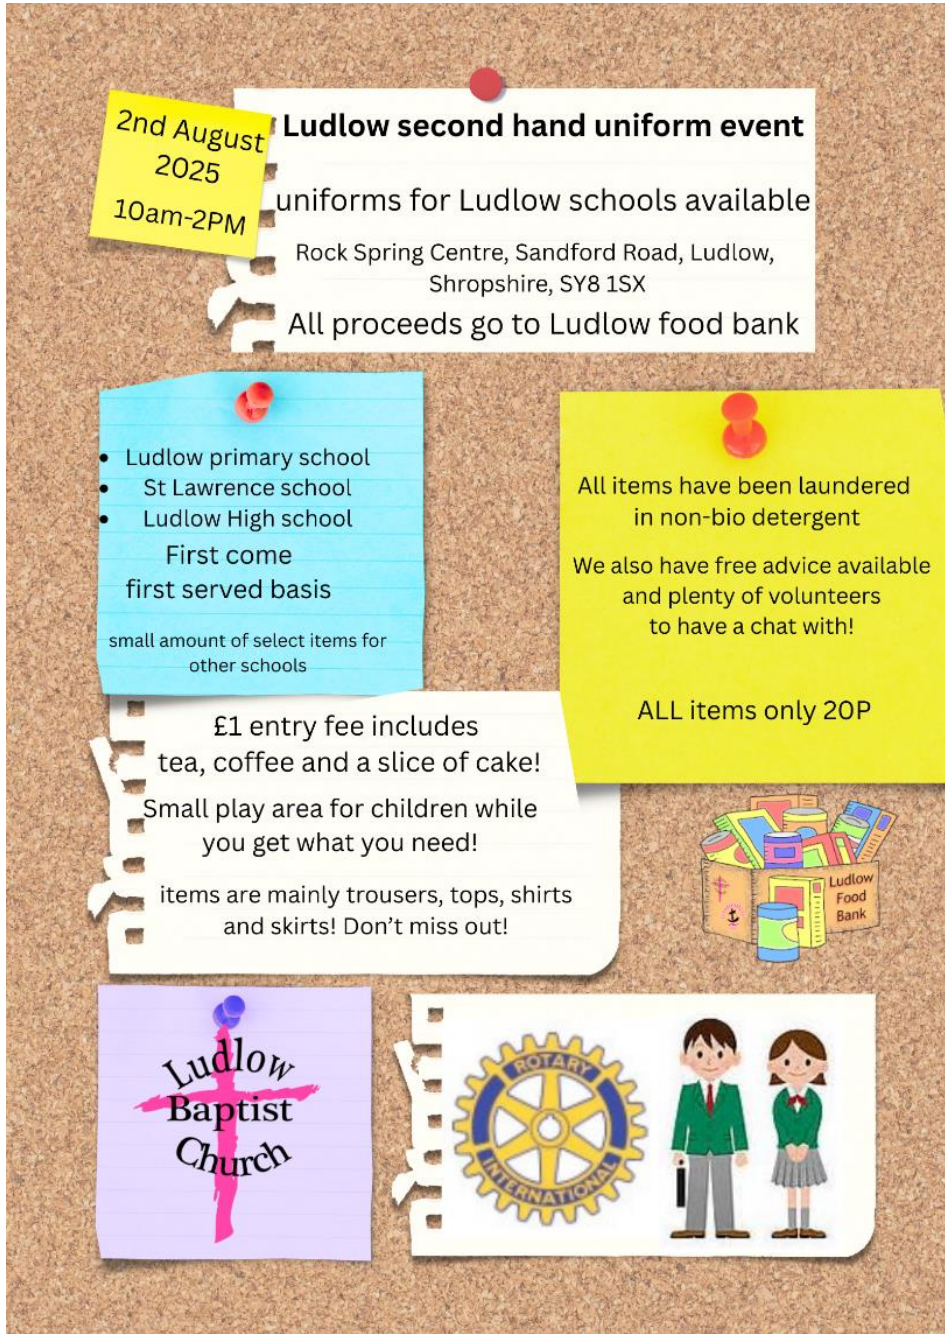 2nd August
2025
10am-2PM
Ludlow second hand uniform event
uniforms for Ludlow schools available
Rock Spring Centre, Sandford Road, Ludlow,
Shropshire, SY8 1SX
All proceeds go to Ludlow food bank
• Ludlow primary school
• St Lawrence school
• Ludlow High school
First come
first served basis
small amount of select items for
other schools
All items have been laundered
in non-bio detergent
We also have free advice available
and plenty of volunteers
to have a chat with!
ALL items only 20P
£1 entry fee includes
tea, coffee and a slice of cake!
Small play area for children while
you get what you need!
items are mainly trousers, tops, shirts
and skirts! Don't miss out!
Ludlow
Food
Bank
Ludlow
Baptist
Church
ROTARY
INTERNATIONAL